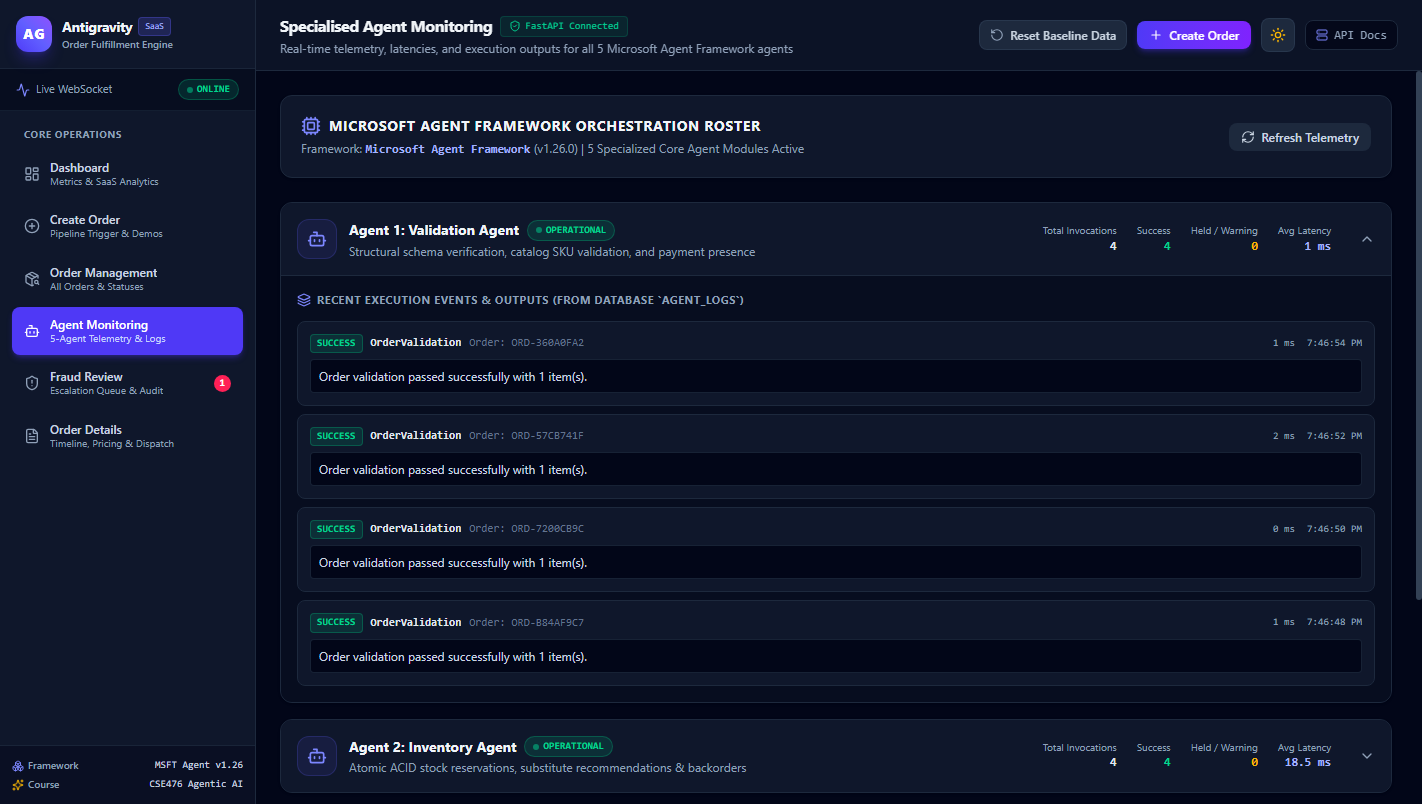 AG
Antigravity SaaS
Order Fulfillment Engine
Live WebSocket
ONLINE
CORE OPERATIONS
Dashboard
Metrics & SaaS Analytics
Create Order
Pipeline Trigger & Demos
Order Management
All Orders & Statuses
Agent Monitoring
5-Agent Telemetry & Logs
Fraud Review
Escalation Queue & Audit
1
Order Details
Timeline, Pricing & Dispatch
Framework MSFT Agent v1.26
Course CSE476 Agentic AI
Specialised Agent Monitoring
FastAPI Connected
Real-time telemetry, latencies, and execution outputs for all 5 Microsoft Agent Framework agents
Reset Baseline Data
Create Order
API Docs
MICROSOFT AGENT FRAMEWORK ORCHESTRATION ROSTER
Framework: Microsoft Agent Framework (v1.26.0) | 5 Specialized Core Agent Modules Active
Refresh Telemetry
Agent 1: Validation Agent OPERATIONAL
Structural schema verification, catalog SKU validation, and payment presence
Total Invocations Success Held / Warning Avg Latency
4 4 0 1 ms
RECENT EXECUTION EVENTS & OUTPUTS (FROM DATABASE `AGENT_LOGS`)
SUCCESS OrderValidation Order: ORD-360A0FA2 1 ms 7:46:54 PM
Order validation passed successfully with 1 item(s).
SUCCESS OrderValidation Order: ORD-57CB741F 2 ms 7:46:52 PM
Order validation passed successfully with 1 item(s).
SUCCESS OrderValidation Order: ORD-7200CB9C 0 ms 7:46:50 PM
Order validation passed successfully with 1 item(s).
SUCCESS OrderValidation Order: ORD-B84AF9C7 1 ms 7:46:48 PM
Order validation passed successfully with 1 item(s).
Agent 2: Inventory Agent OPERATIONAL
Atomic ACID stock reservations, substitute recommendations & backorders
Total Invocations Success Held / Warning Avg Latency
4 4 0 18.5 ms